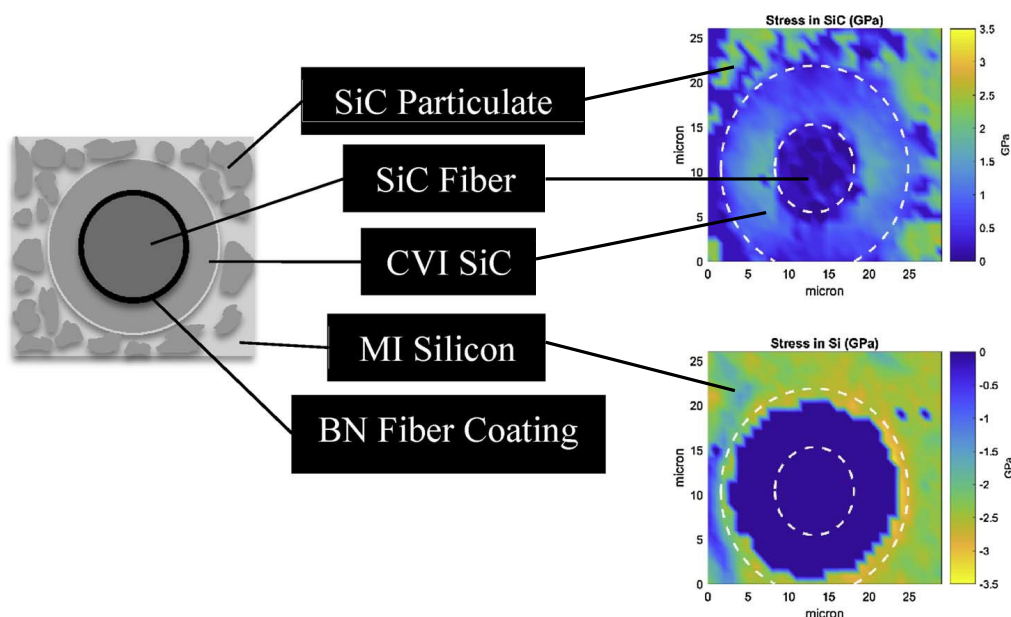 SiC Particulate
SiC Fiber
CVI SiC
MI Silicon
BN Fiber Coating
Stress in SiC (GPa)
25
20
15
10
5
0
micron
0 5 10 15 20 25
micron
3.5
3
2.5
2
1.5
1
0.5
0
GPa
Stress in Si (GPa)
25
20
15
10
5
0
micron
0 5 10 15 20 25
micron
0
-0.5
-1
-1.5
-2
-2.5
-3
-3.5
GPa